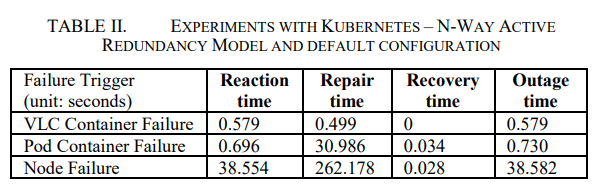 TABLE II. EXPERIMENTS WITH KUBERNETES – N-WAY ACTIVE
REDUNDANCY MODEL AND DEFAULT CONFIGURATION
Failure Trigger (unit: seconds) Reaction time Repair time Recovery time Outage time
VLC Container Failure 0.579 0.499 0 0.579
Pod Container Failure 0.696 30.986 0.034 0.730
Node Failure 38.554 262.178 0.028 38.582